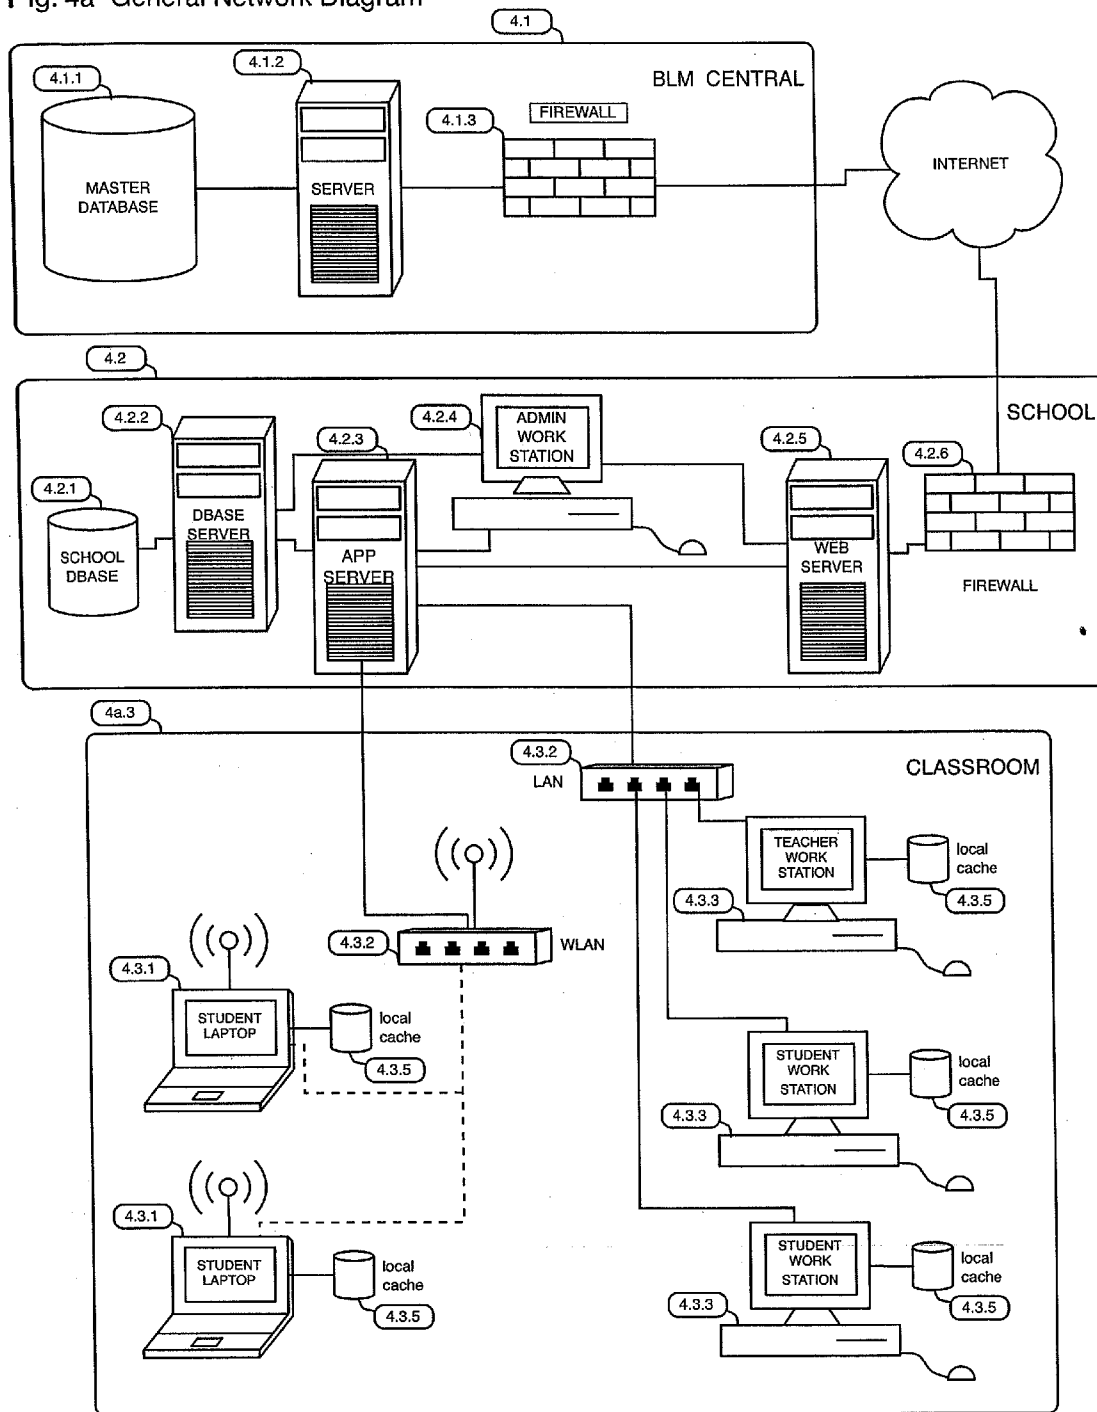 Fig. 4a General Network Diagram
4.1
BLM CENTRAL
4.1.1
4.1.2
4.1.3
FIREWALL
MASTER
DATABASE
SERVER
INTERNET
4.2
SCHOOL
4.2.2
4.2.3
4.2.4
ADMIN
WORK
STATION
4.2.5
4.2.6
4.2.1
DBASE
SERVER
SCHOOL
DBASE
APP
SERVER
WEB
SERVER
FIREWALL
4a.3
CLASSROOM
4.3.2
LAN
TEACHER
WORK
STATION
local
cache
4.3.5
4.3.3
4.3.2
WLAN
4.3.1
STUDENT
LAPTOP
local
cache
4.3.5
STUDENT
WORK
STATION
local
cache
4.3.5
4.3.3
4.3.1
STUDENT
LAPTOP
local
cache
4.3.5
STUDENT
WORK
STATION
local
cache
4.3.5
4.3.3